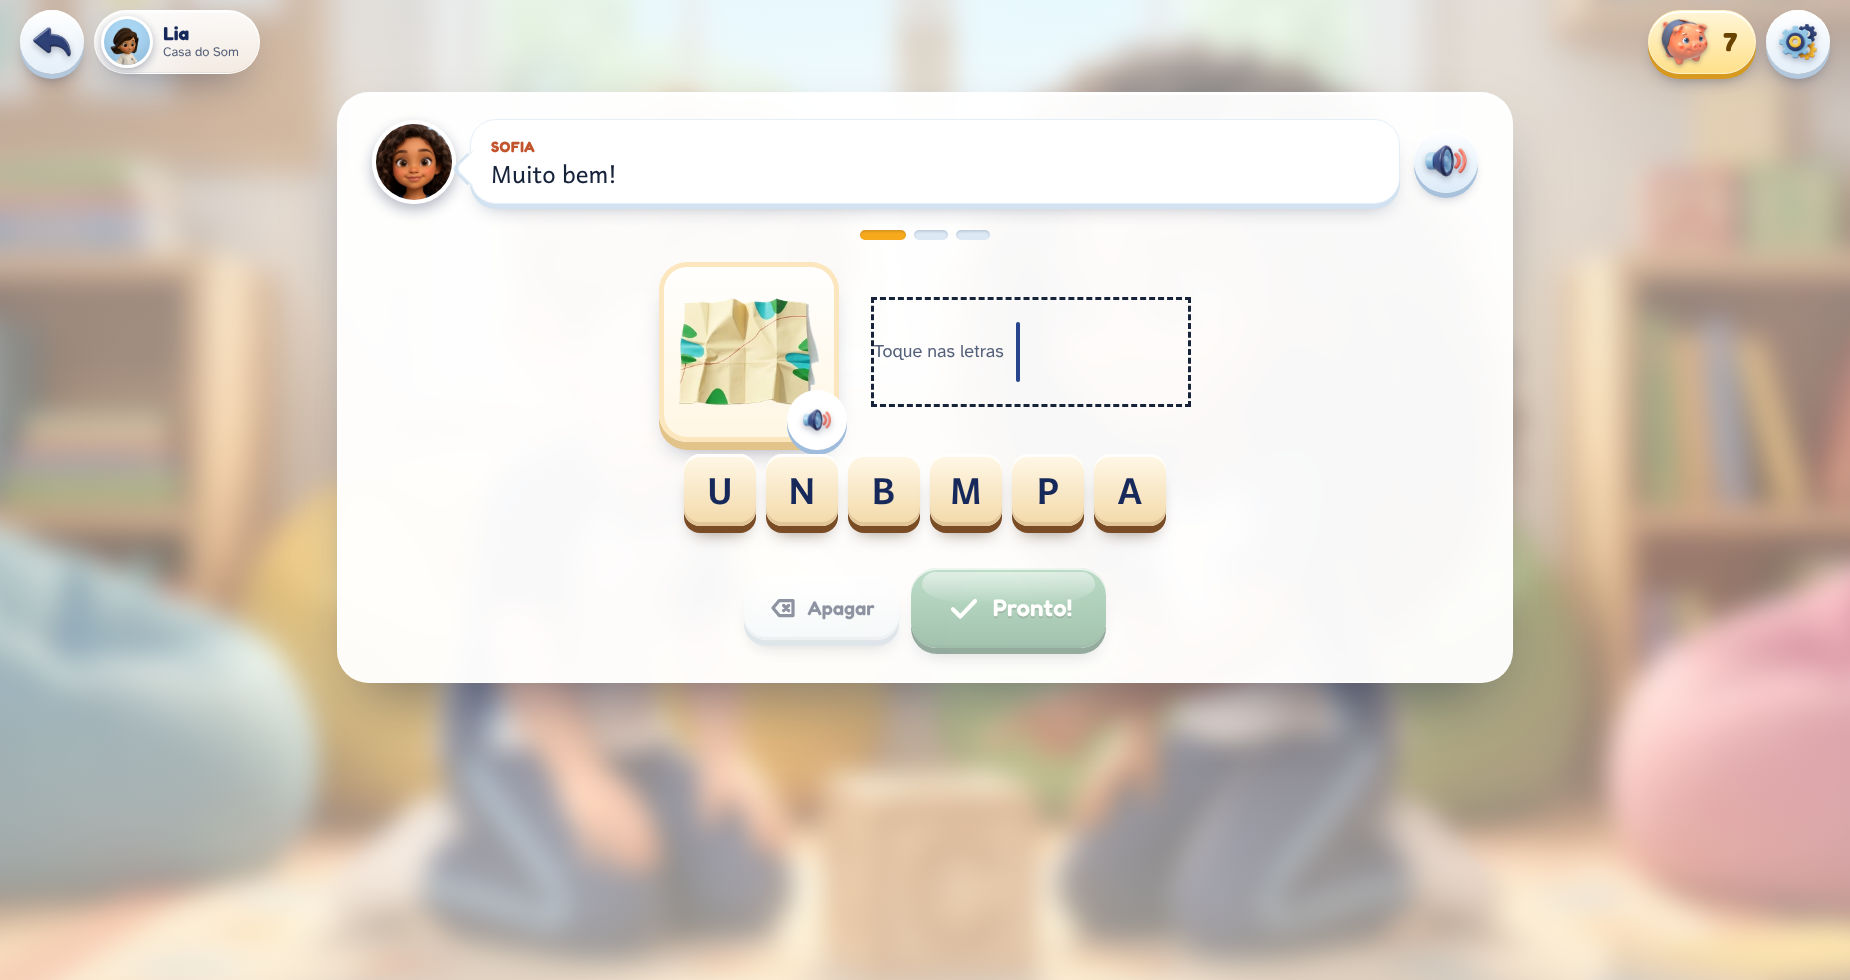 Lia
Casa do Som
7
SOFIA
Muito bem!
Toque nas letras
U N B M P A
Apagar
Pronto!